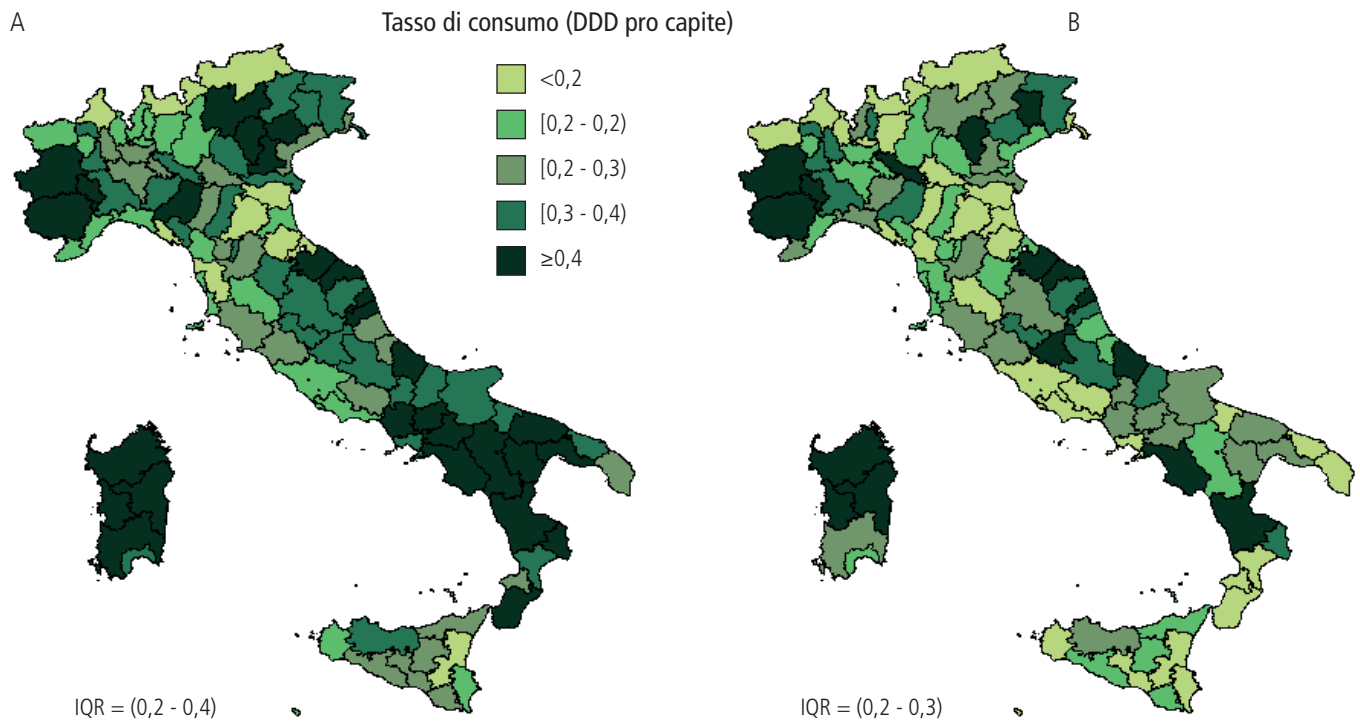 A
Tasso di consumo (DDD pro capite)
B
<0,2
[0,2 - 0,2)
[0,2 - 0,3)
[0,3 - 0,4)
≥0,4
IQR = (0,2 - 0,4)
IQR = (0,2 - 0,3)